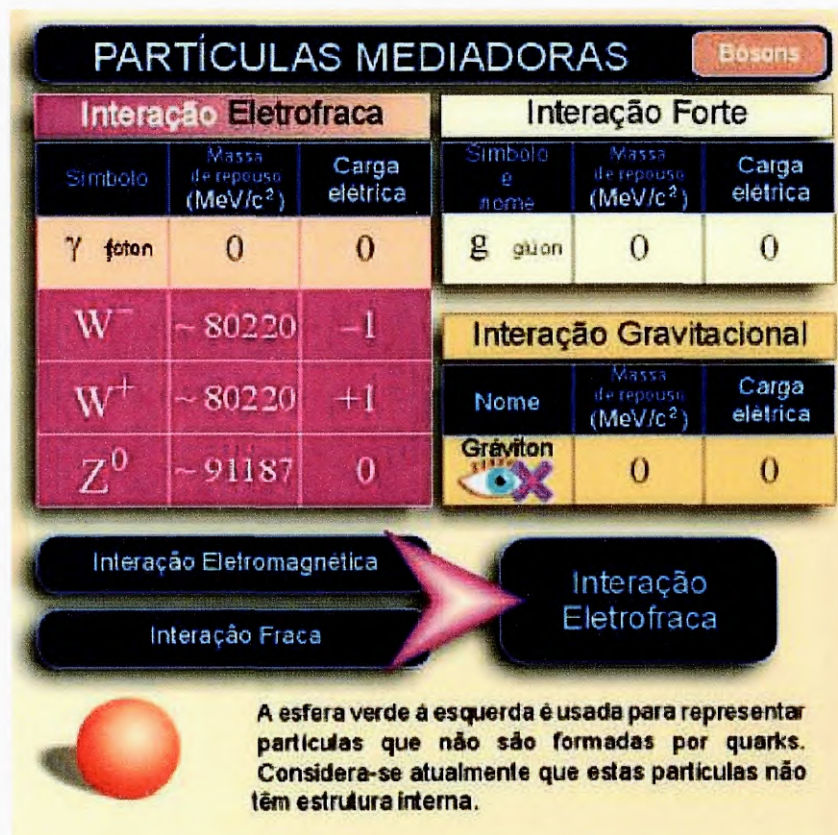 PARTÍCULAS MEDIADORAS Bósons
Interação Eletrofraca
Símbolo Massa de repouso (MeV/c²) Carga elétrica
γ foton 0 0
W⁻ ~ 80220 –1
W⁺ ~ 80220 +1
Z⁰ ~ 91187 0
Interação Forte
Símbolo e nome Massa de repouso (MeV/c²) Carga elétrica
g gluon 0 0
Interação Gravitacional
Nome Massa de repouso (MeV/c²) Carga elétrica
Gráviton 0 0
Interação Eletromagnética
Interação Fraca
Interação
Eletrofraca
A esfera verde á esquerda é usada para representar
partículas que não são formadas por quarks.
Considera-se atualmente que estas partículas não
têm estrutura interna.